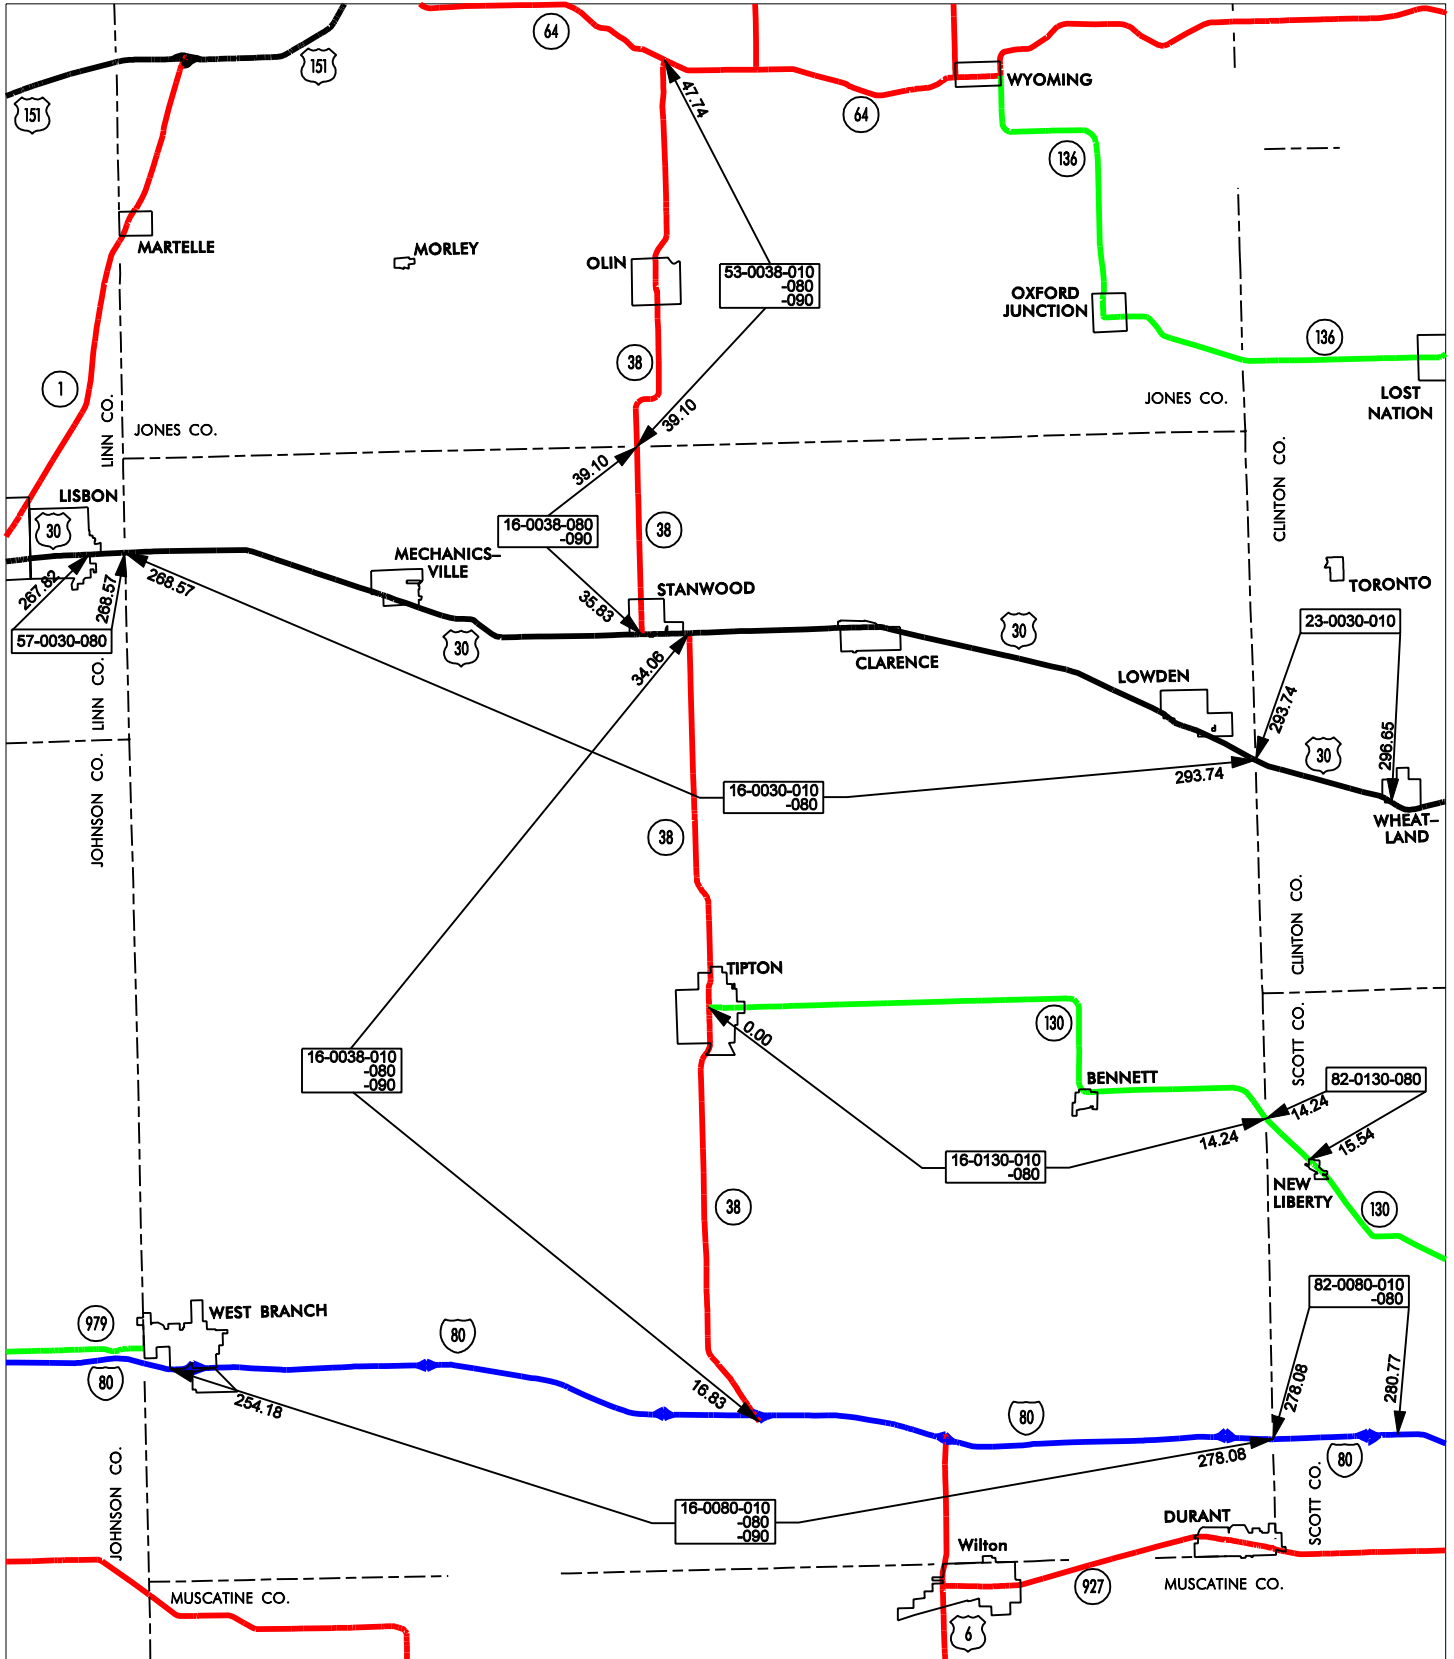 64
151
151
WYOMING
64
47.74
136
MARTELLE
MORLEY
OLIN
53-0038-010
-080
-090
OXFORD
JUNCTION
136
38
1
LOST
NATION
JONES CO.
39.10
LINN CO.
JONES CO.
CLINTON CO.
39.10
LISBON
30
16-0038-080
-090
38
MECHANICS-
VILLE
268.57
267.82
268.57
35.83
STANWOOD
TORONTO
57-0030-080
30
30
23-0030-010
CLARENCE
34.06
LOWDEN
LINN CO.
293.74
296.65
30
293.74
16-0030-010
-080
JOHNSON CO.
38
WHEAT-
LAND
CLINTON CO.
TIPTON
0.00
130
SCOTT CO.
16-0038-010
-080
-090
BENNETT
82-0130-080
14.24
14.24
15.54
16-0130-010
-080
NEW
LIBERTY
38
130
82-0080-010
-080
WEST BRANCH
979
80
80
254.18
16.83
278.08
280.77
80
278.08
80
JOHNSON CO.
SCOTT CO.
16-0080-010
-080
-090
DURANT
Wilton
MUSCATINE CO.
927
MUSCATINE CO.
6